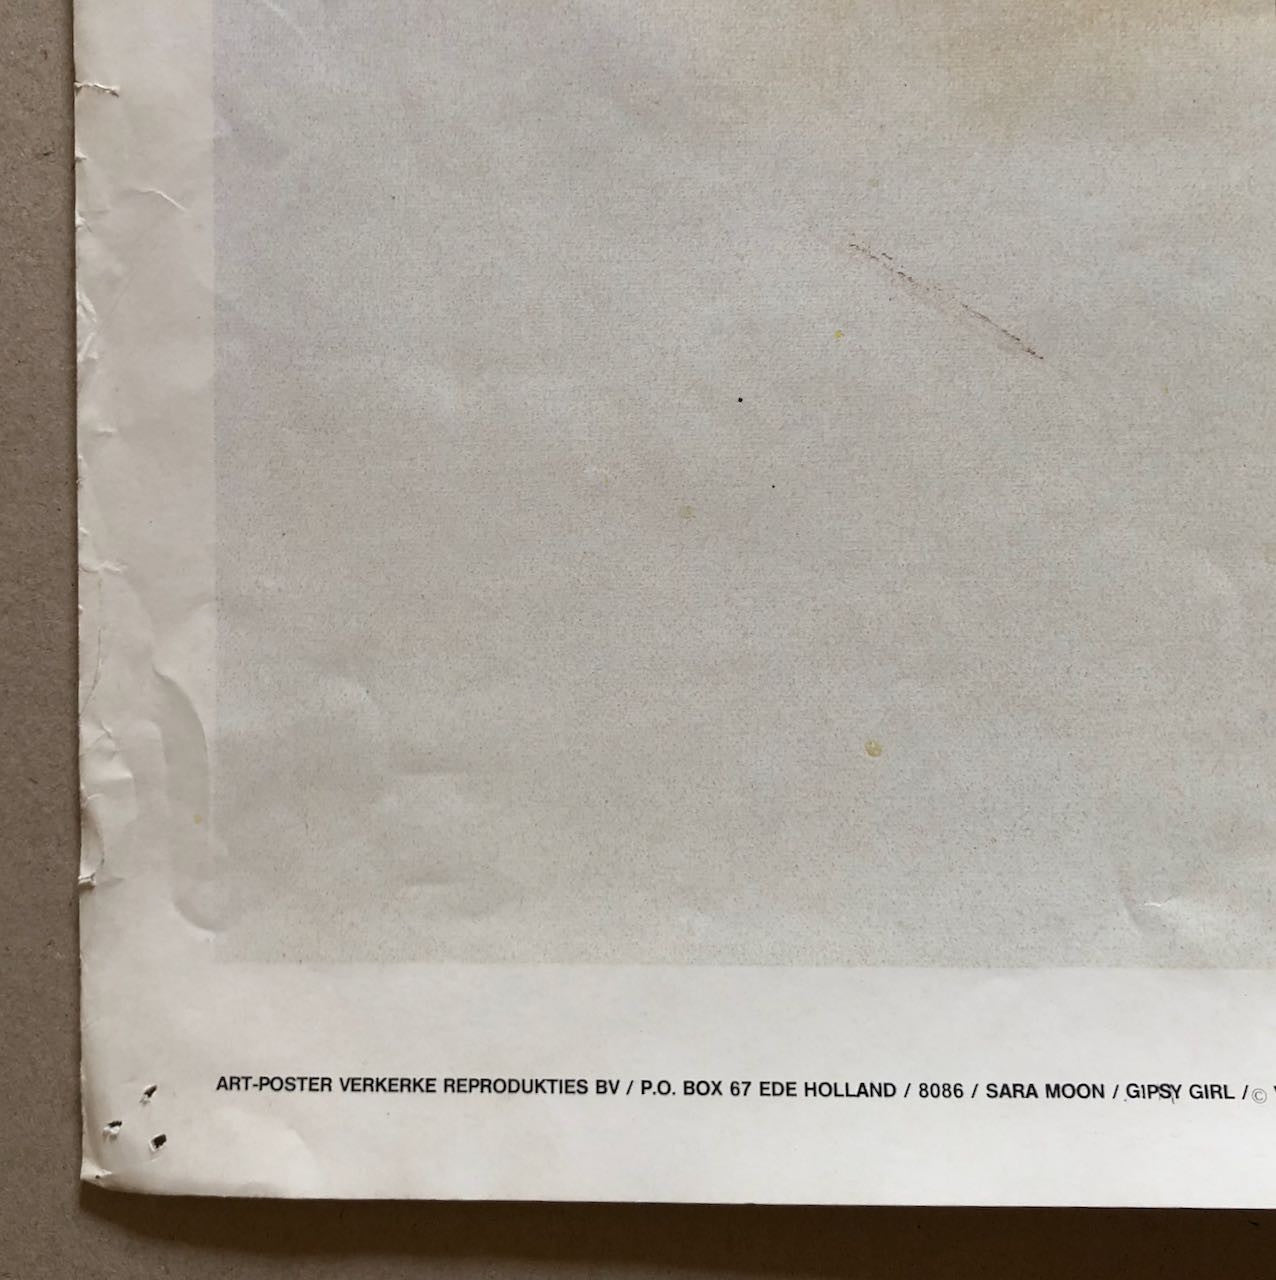 ART-POSTER VERKERKE REPRODUKTIES BV / P.O. BOX 67 EDE HOLLAND / 8086 / SARA MOON / GIPSY GIRL / ©